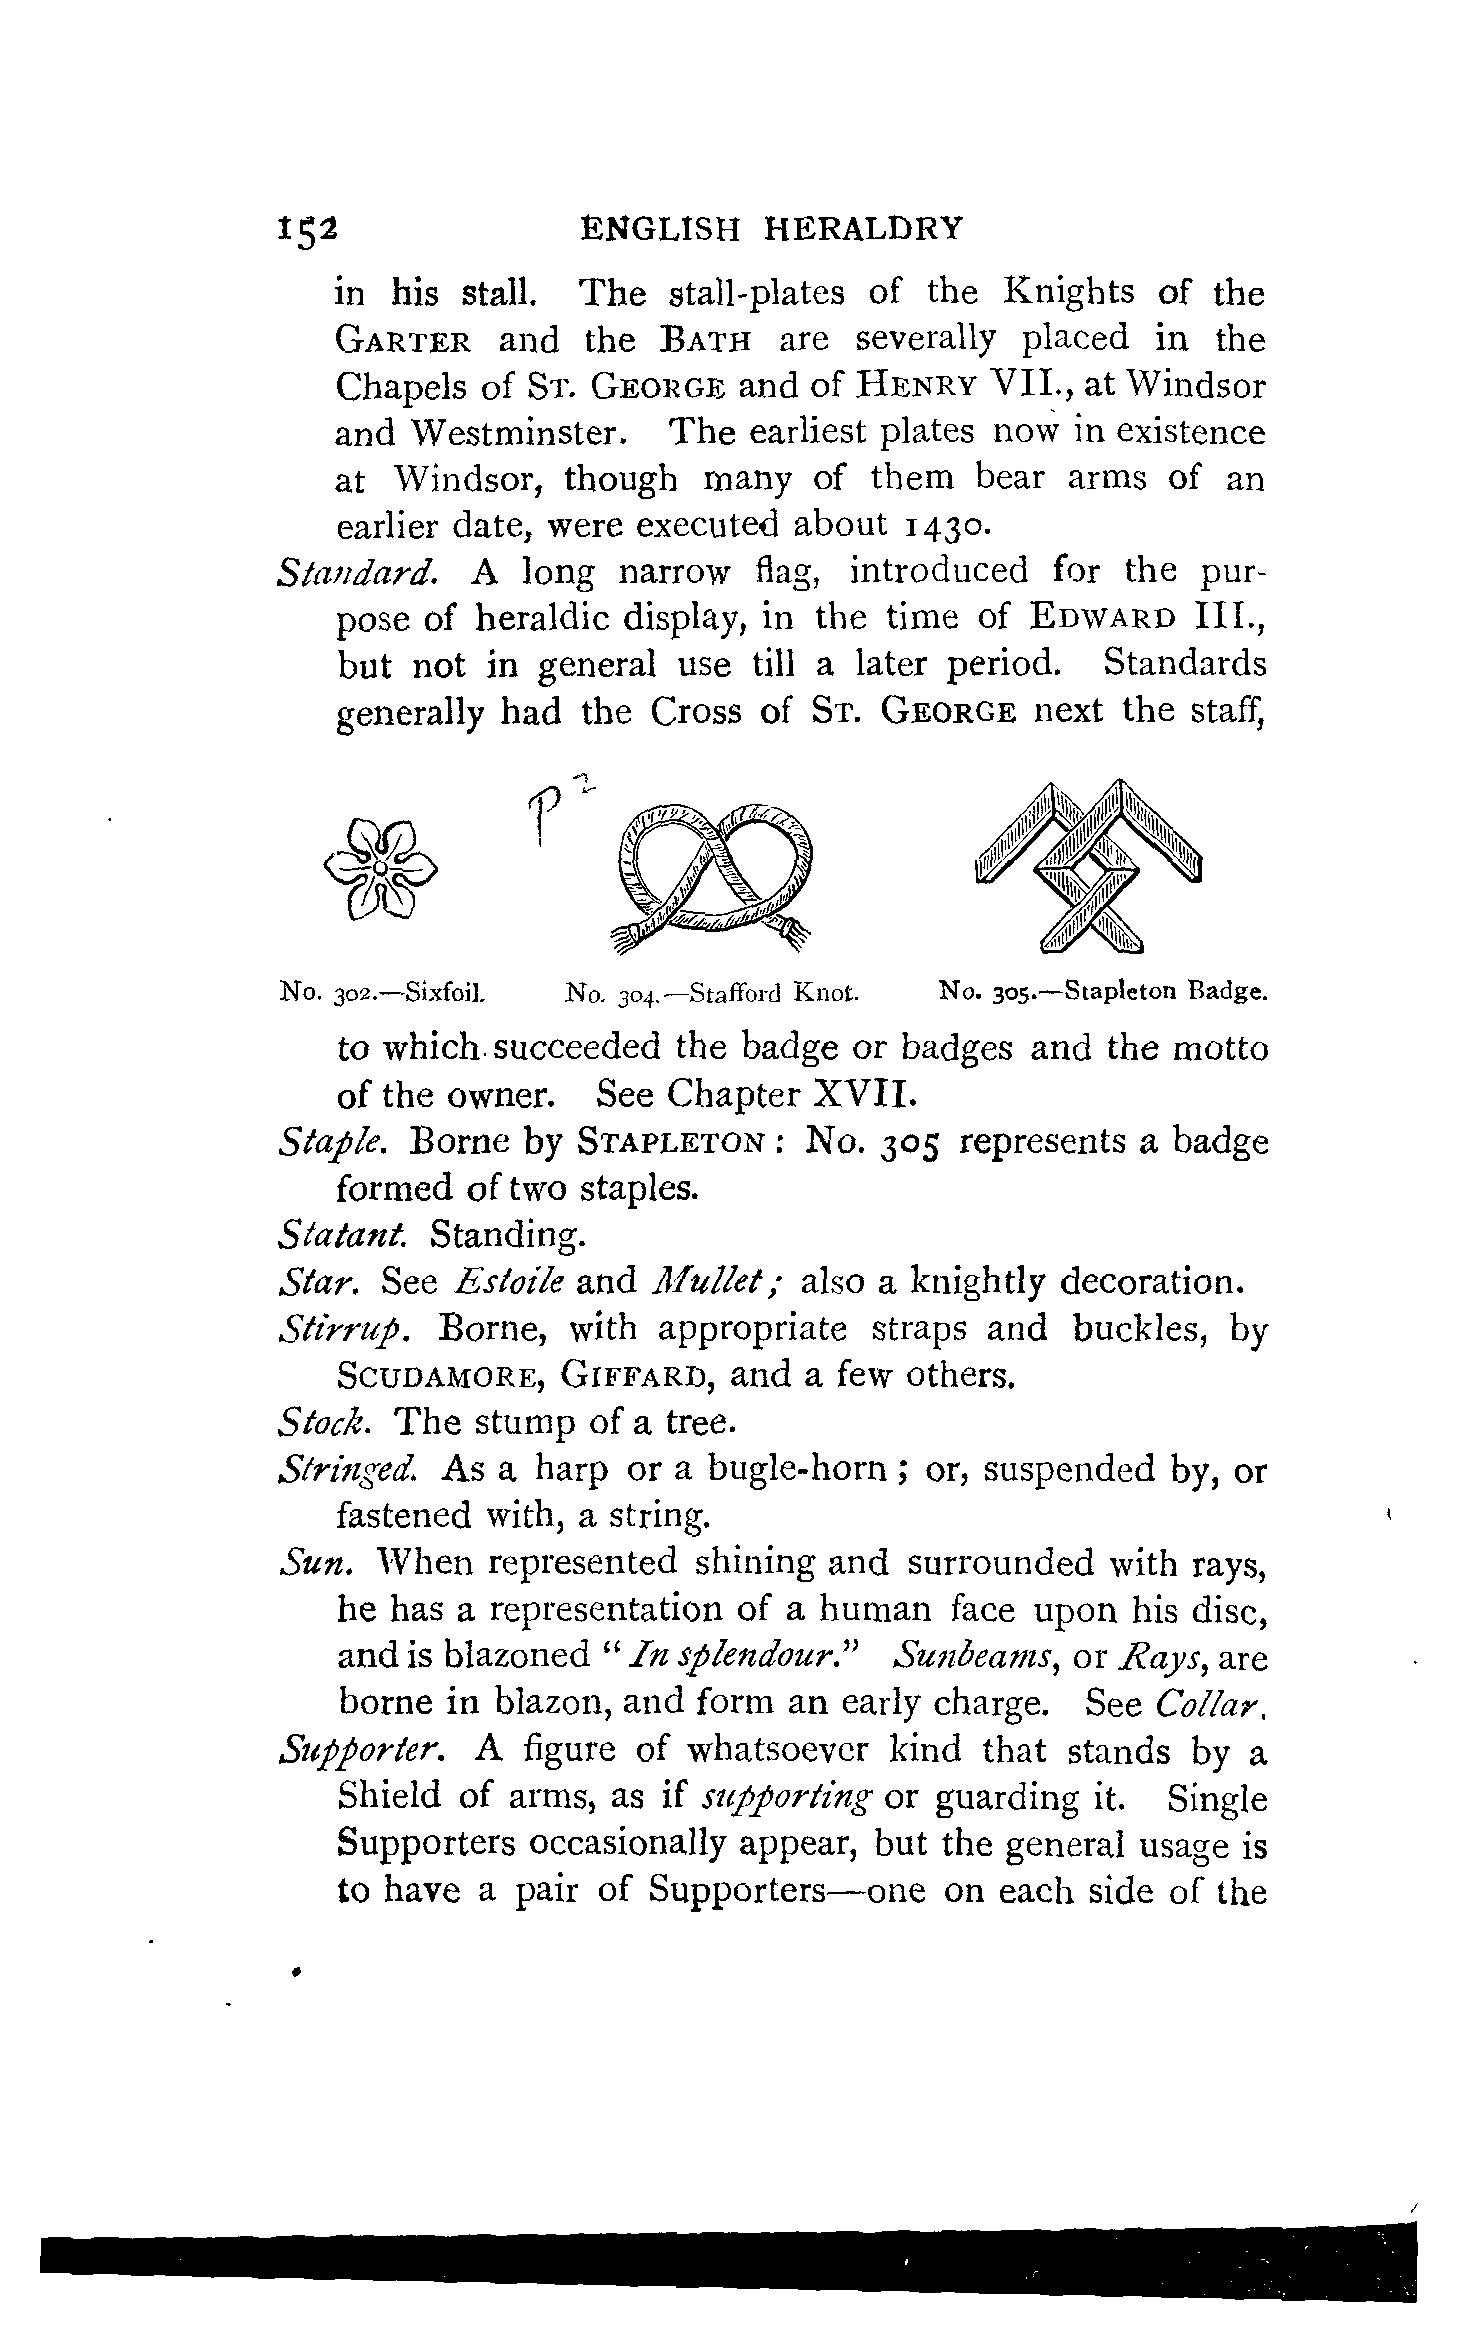 152 ENGLISH HERALDRY
in his stall. The stall-plates of the Knights of the
GARTER and the BATH are severally placed in the
Chapels of ST. GEORGE and of HENRY VII., at Windsor
and Westminster. The earliest plates now in existence
at Windsor, though many of them bear arms of an
earlier date, were executed about 1430.
Standard. A long narrow flag, introduced for the pur-
pose of heraldic display, in the time of EDWARD III.,
but not in general use till a later period. Standards
generally had the Cross of ST. GEORGE next the staff,
P 2
No. 302.—Sixfoil. No. 304.—Stafford Knot. No. 305.—Stapleton Badge.
to which succeeded the badge or badges and the motto
of the owner. See Chapter XVII.
Staple. Borne by STAPLETON : No. 305 represents a badge
formed of two staples.
Statant. Standing.
Star. See Estoile and Mullet ; also a knightly decoration.
Stirrup. Borne, with appropriate straps and buckles, by
SCUDAMORE, GIFFARD, and a few others.
Stock. The stump of a tree.
Stringed. As a harp or a bugle-horn ; or, suspended by, or
fastened with, a string.
Sun. When represented shining and surrounded with rays,
he has a representation of a human face upon his disc,
and is blazoned “ In splendour.” Sunbeams, or Rays, are
borne in blazon, and form an early charge. See Collar.
Supporter. A figure of whatsoever kind that stands by a
Shield of arms, as if supporting or guarding it. Single
Supporters occasionally appear, but the general usage is
to have a pair of Supporters—one on each side of the